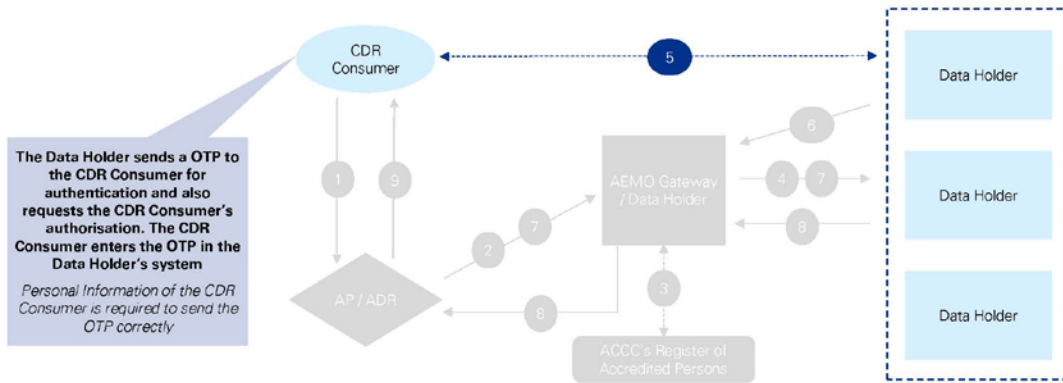 CDR
Consumer
5
Data Holder
The Data Holder sends a OTP to
the CDR Consumer for
authentication and also
requests the CDR Consumer's
authorisation. The CDR
Consumer enters the OTP in the
Data Holder's system
Personal Information of the CDR
Consumer is required to send the
OTP correctly
1
9
6
AEMO Gateway
/ Data Holder
4
7
Data Holder
2
7
8
AP / ADR
8
3
Data Holder
ACCC's Register of
Accredited Persons